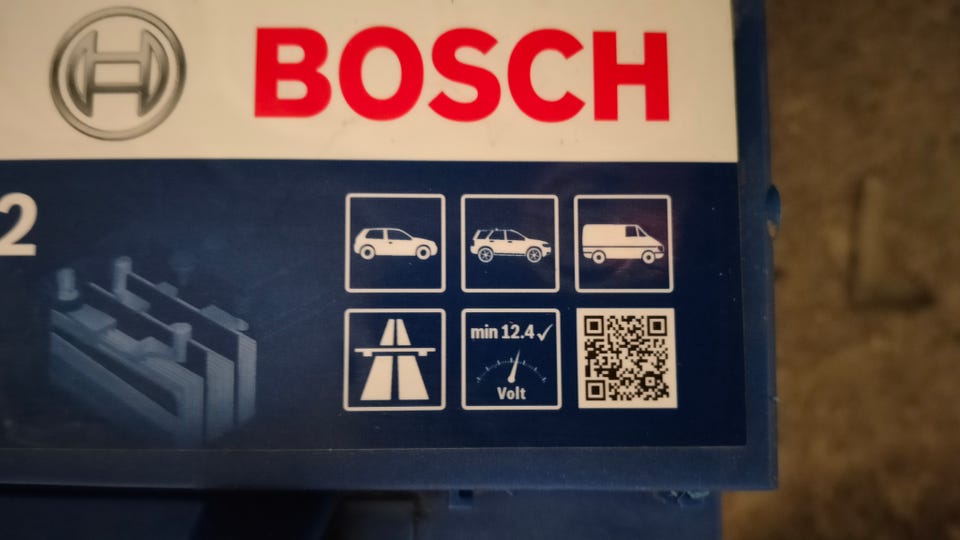 BOSCH
2
min 12.4✓
Volt